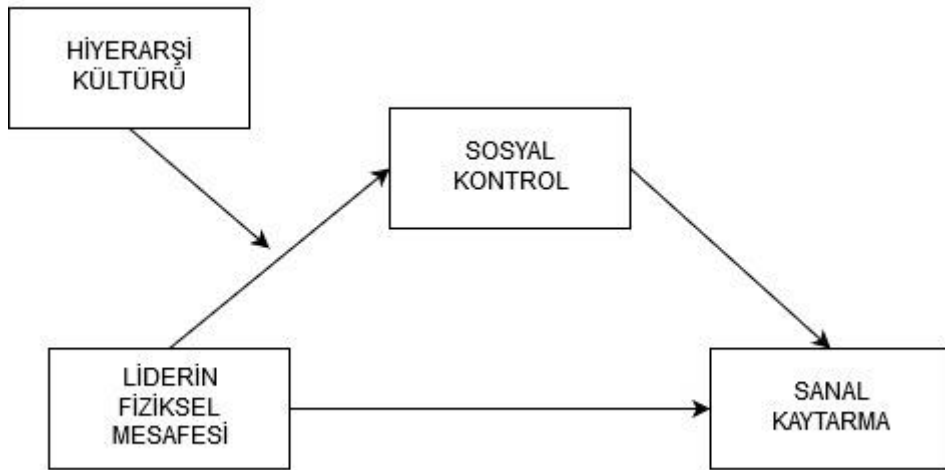 HİYERARŞİ
KÜLTÜRÜ
SOSYAL
KONTROL
LİDERİN
FİZİKSEL
MESAFESİ
SANAL
KAYTARMA